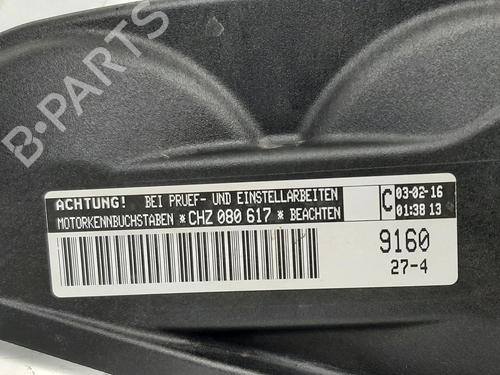 B-PARTS
ACHTUNG! BEI PRUEF- UND EINSTELLARBEITEN
MOTORKENNBUCHSTABEN *CHZ 080 617* BEACHTEN
C 03-02-16
01:38 13
9160
27-4